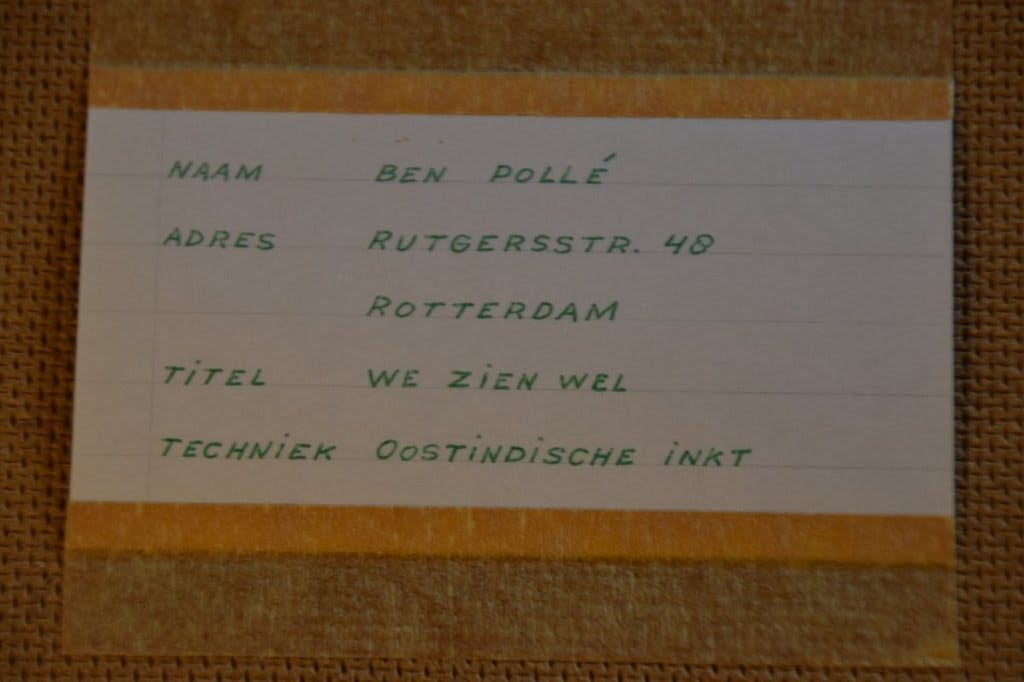 NAAM BEN POLLÉ
ADRES RUTGERSSTR. 48
ROTTERDAM
TiTEL WE ZiEN WEL
TECHNiEK OOSTiNDiSCHE iNKT